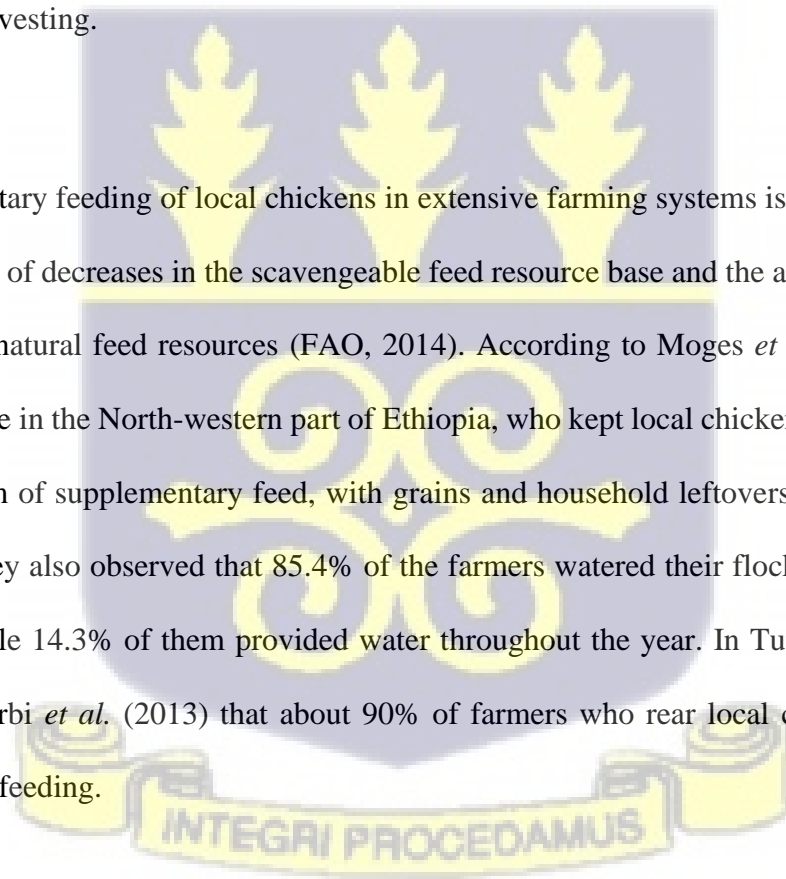 vesting.
tary feeding of local chickens in extensive farming systems is
of decreases in the scavengeable feed resource base and the a
natural feed resources (FAO, 2014). According to Moges et
e in the North-western part of Ethiopia, who kept local chicke
n of supplementary feed, with grains and household leftovers
ey also observed that 85.4% of the farmers watered their floc
le 14.3% of them provided water throughout the year. In Tu
rbi et al. (2013) that about 90% of farmers who rear local c
feeding.
INTEGRI PROCEDAMUS